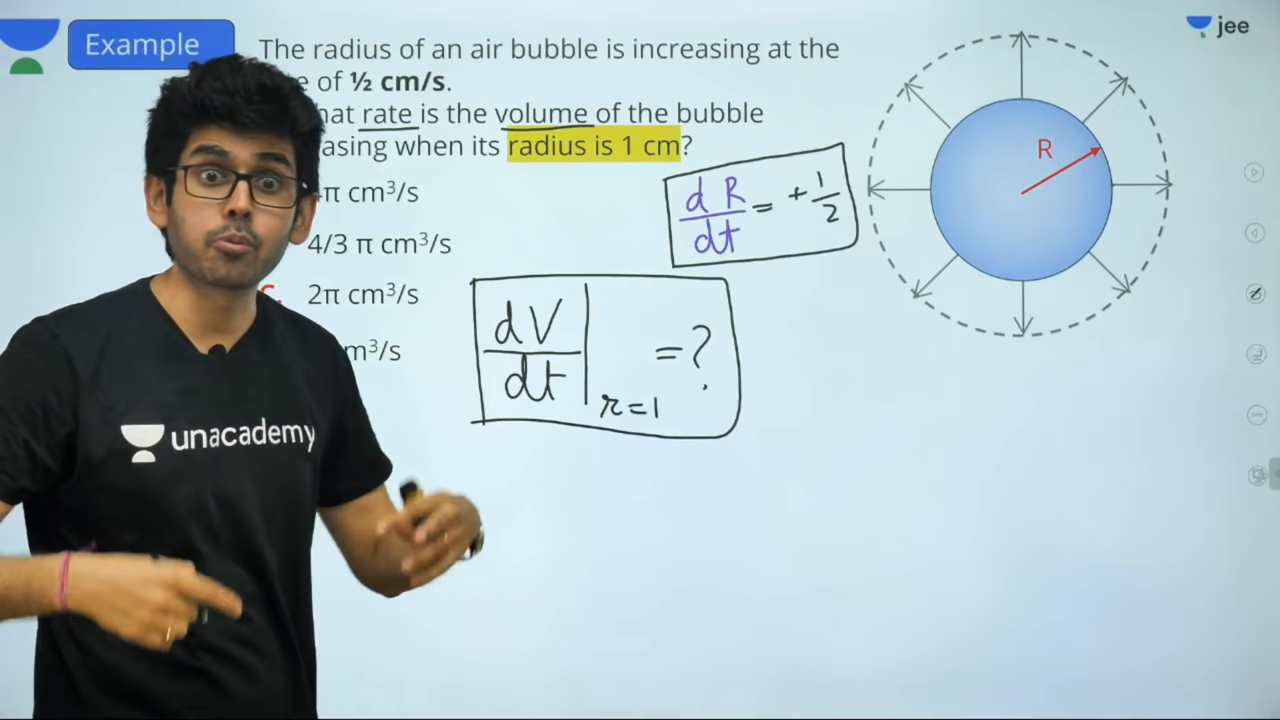 Example
The radius of an air bubble is increasing at the
of ½ cm/s.
rate is the volume of the bubble
when its radius is 1 cm?
π cm³/s
4/3 π cm³/s
C. 2π cm³/s
m³/s
dR/dt = +1/2
dV/dt | r=1 = ?
R
jee
unacademy